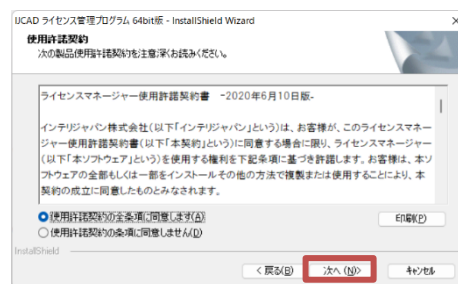 IJCAD ライセンス管理プログラム 64bit版 - InstallShield Wizard
使用許諾契約
次の製品使用許諾契約を注意深くお読みください。
ライセンスマネージャー使用許諾契約書 -2020年6月10日版-
インテリジャパン株式会社(以下「インテリジャパン」という)は、お客様が、このライセンスマネー
ジャー使用許諾契約書(以下「本契約」という)に同意する場合に限り、ライセンスマネージャー
(以下「本ソフトウェア」という)を使用する権利を下記条項に基づき許諾します。お客様は、本ソ
フトウェアの全部もしくは一部をインストールその他の方法で複製または使用することにより、本
契約の成立に同意したものとみなされます。
使用許諾契約の全条項に同意します(A)
印刷(P)
使用許諾契約の条項に同意しません(D)
InstallShield
< 戻る(B)
次へ (N)>
キャンセル